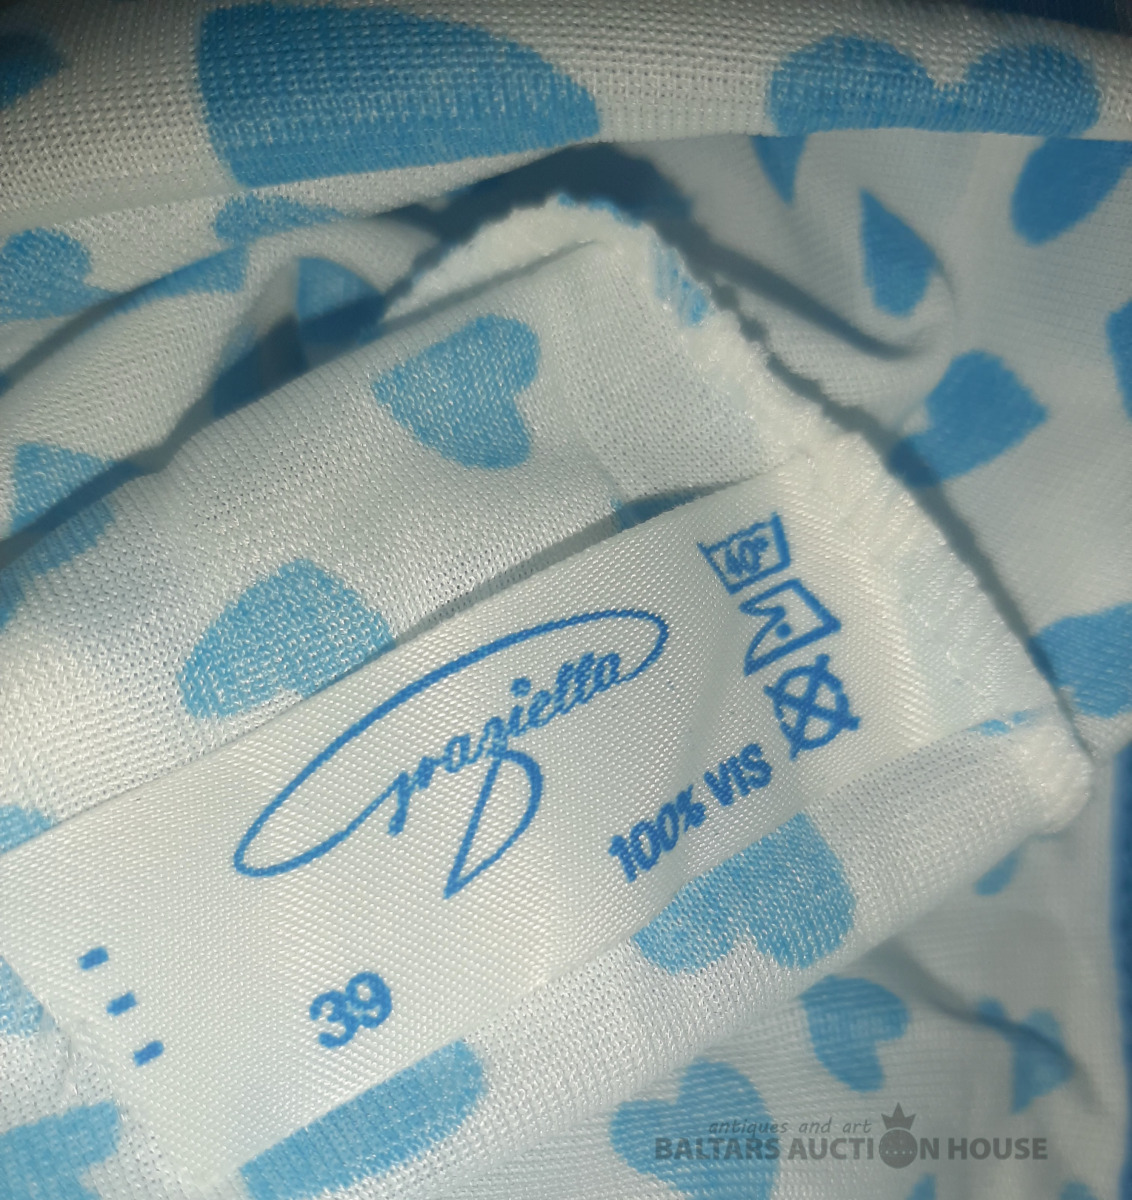 Graziella
40°
100% VIS
39
antiques and art
BALTARS AUCTION HOUSE